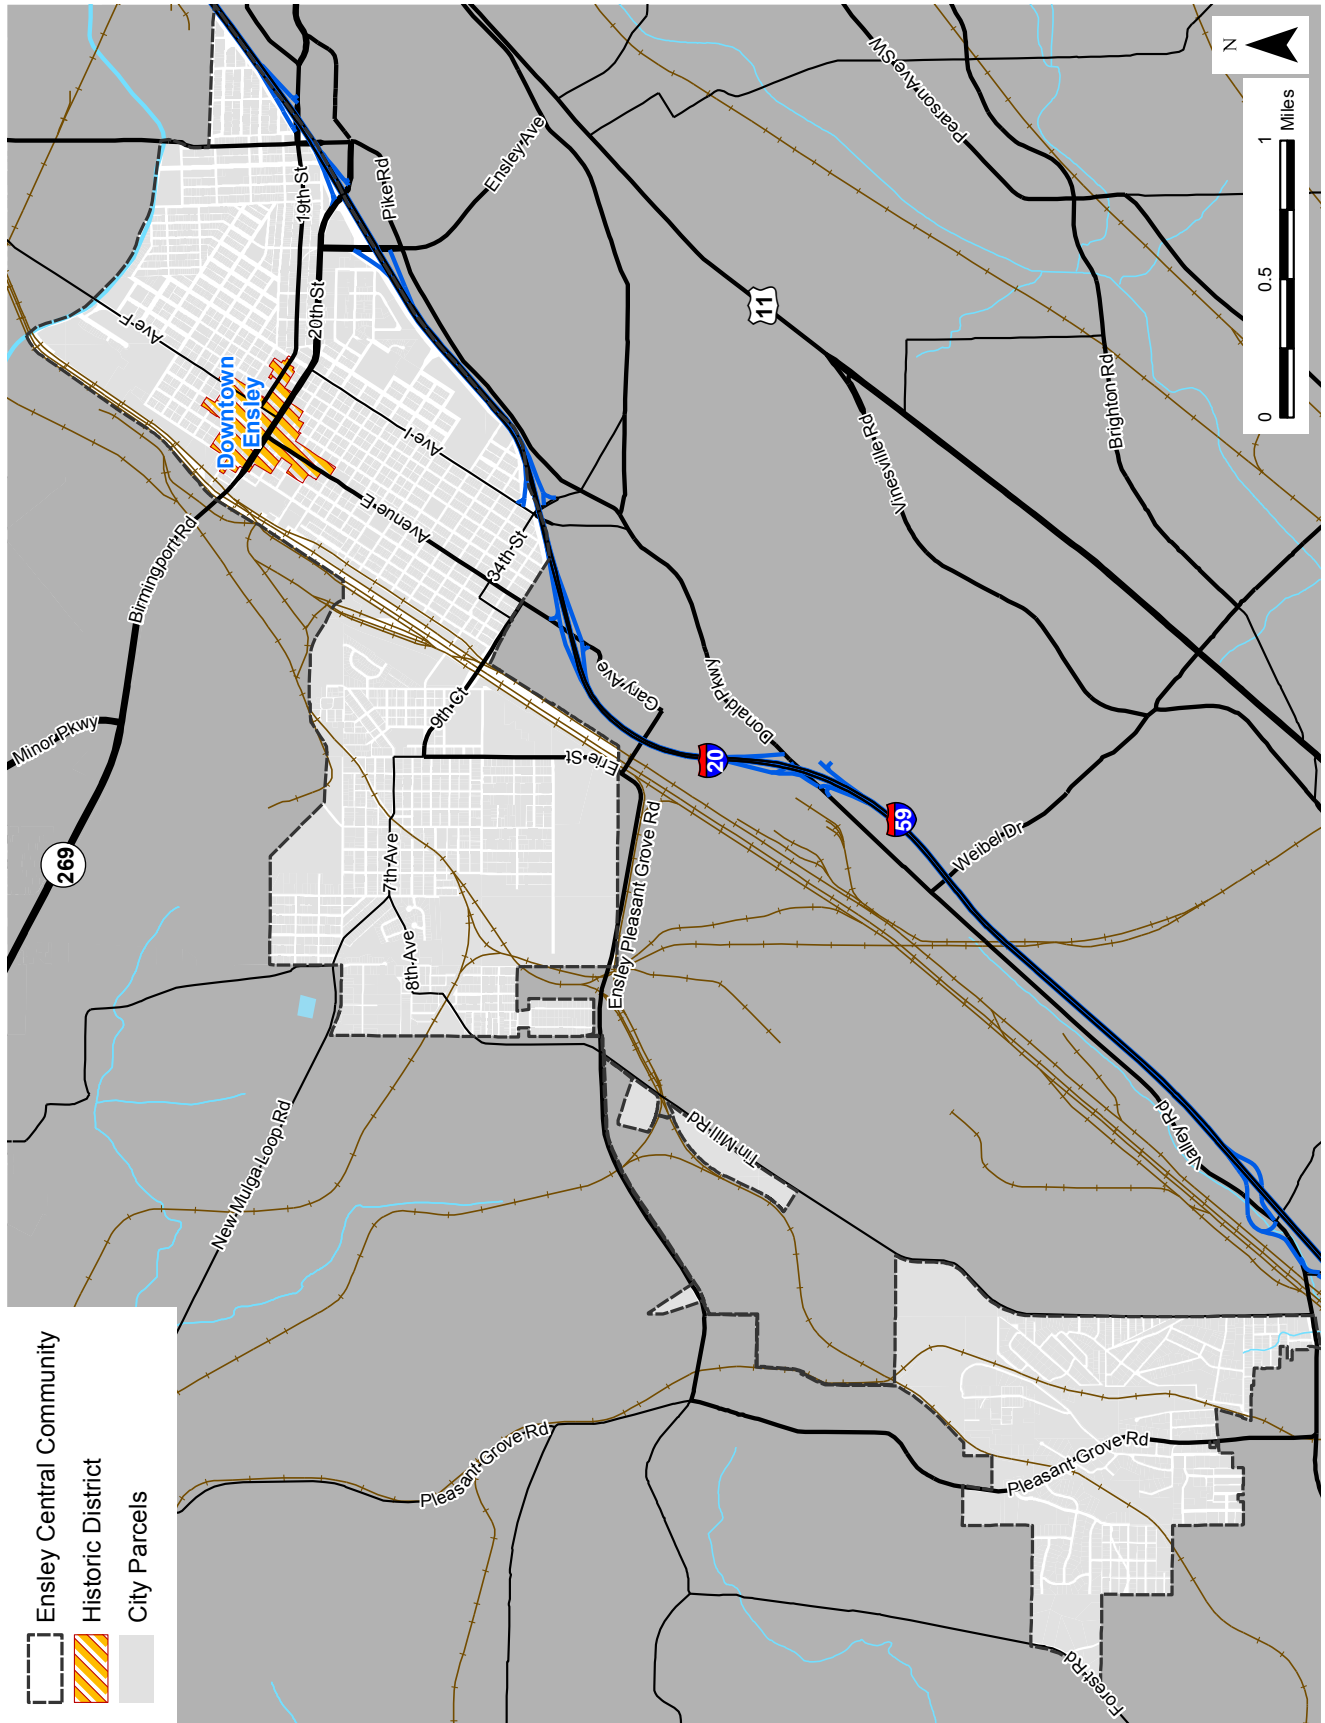 Ensley Central Community
Historic District
City Parcels
N
0
0.5
1
Miles
Downtown
Ensley
Ave F
19th St
20th St
Pike Rd
Ensley Ave
Pearson Ave SW
Birmingport Rd
Minor Pkwy
269
Avenue E
Ave I
34th St
9th Ct
Erie St
Gary Ave
Donald Pkwy
11
Vinesville Rd
Brighton Rd
20
59
Weibel Dr
7th Ave
8th Ave
Ensley Pleasant Grove Rd
New Mulga Loop Rd
Tin Mill Rd
Valley Rd
Pleasant Grove Rd
Pleasant Grove Rd
Forest Rd